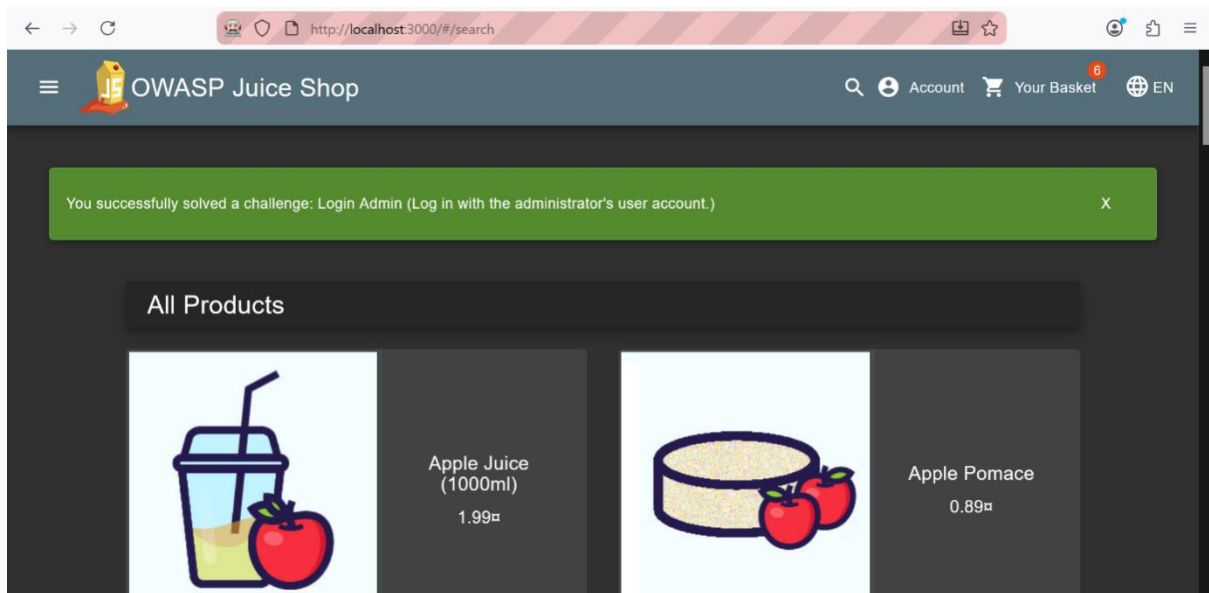 http://localhost:3000/#/search
OWASP Juice Shop
Account
Your Basket
6
EN
You successfully solved a challenge: Login Admin (Log in with the administrator's user account.)
X
All Products
Apple Juice
(1000ml)
1.99¤
Apple Pomace
0.89¤